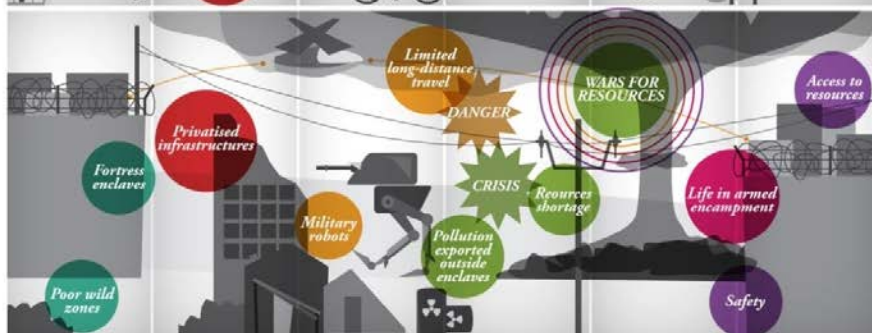 Limited
long-distance
travel
WARS FOR
RESOURCES
Access to
resources
DANGER
Privatised
infrastructures
Fortress
enclaves
CRISIS
Reources
shortage
Life in armed
encampment
Military
robots
Pollution
exported
outside
enclaves
Poor wild
zones
Safety